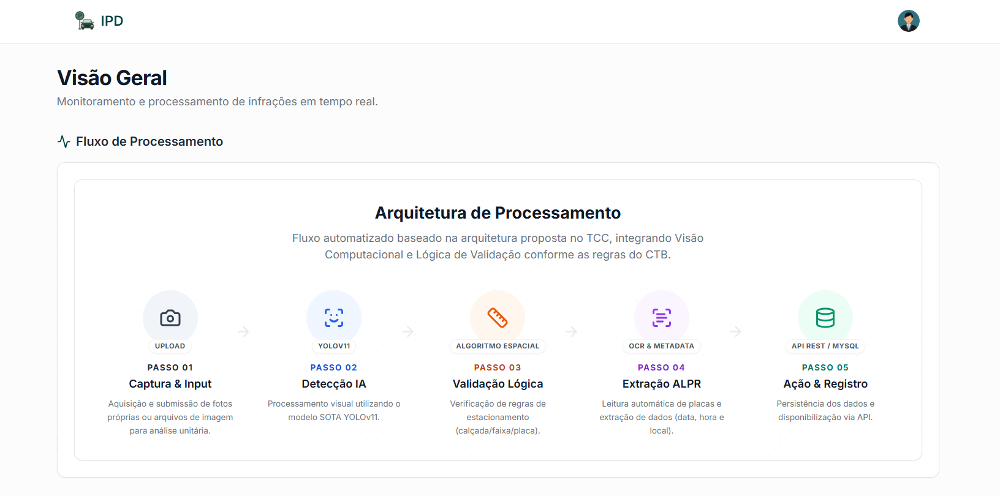 IPD
Visão Geral
Monitoramento e processamento de infrações em tempo real.
Fluxo de Processamento
Arquitetura de Processamento
Fluxo automatizado baseado na arquitetura proposta no TCC, integrando Visão
Computacional e Lógica de Validação conforme as regras do CTB.
UPLOAD
PASSO 01
Captura & Input
Aquisição e submissão de fotos
próprias ou arquivos de imagem
para análise unitária.
YOLOV11
PASSO 02
Detecção IA
Processamento visual utilizando o
modelo SOTA YOLOv11.
ALGORITMO ESPACIAL
PASSO 03
Validação Lógica
Verificação de regras de
estacionamento
(calçada/faixa/placa).
OCR & METADATA
PASSO 04
Extração ALPR
Leitura automática de placas e
extração de dados (data, hora e
local).
API REST / MYSQL
PASSO 05
Ação & Registro
Persistência dos dados e
disponibilização via API.